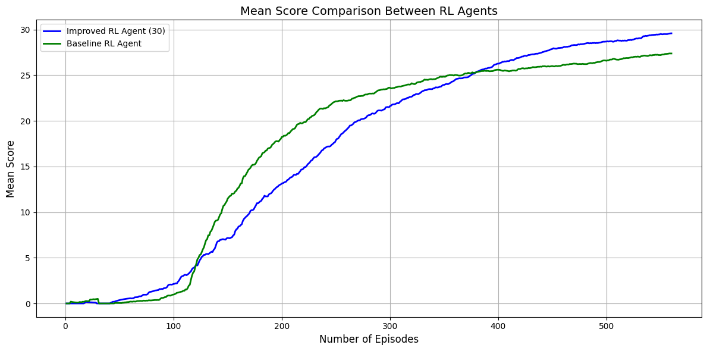 Mean Score Comparison Between RL Agents
Improved RL Agent (30)
Baseline RL Agent
Mean Score
30
25
20
15
10
5
0
0 100 200 300 400 500
Number of Episodes